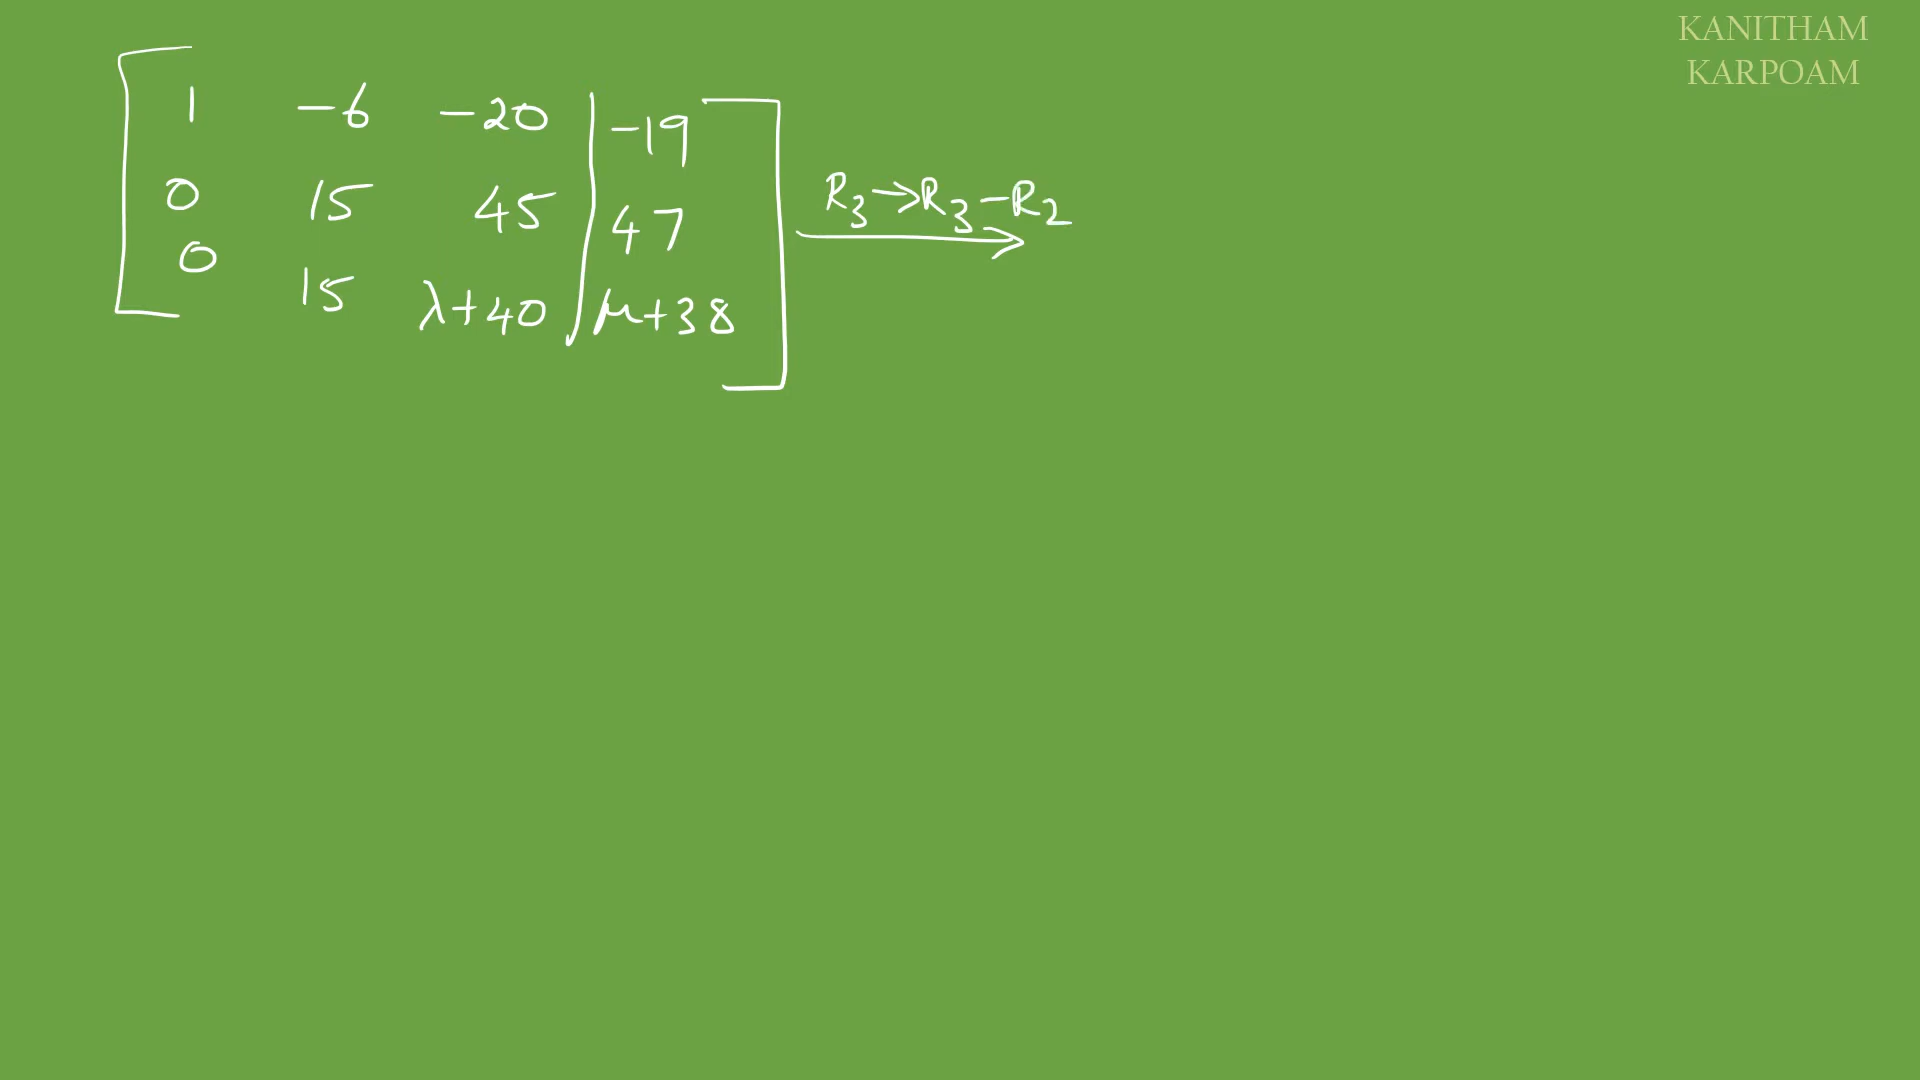 KANITHAM
KARPOAM
1 -6 -20 | -19
0 15 45 | 47
0 15 λ+40 | μ+38
R₃→R₃-R₂